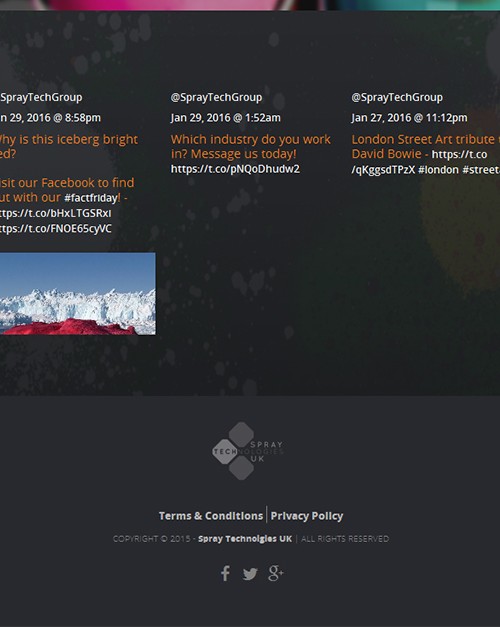 @SprayTechGroup
an 29, 2016 @ 8:58pm
hy is this iceberg bright
ed?
isit our Facebook to find
ut with our #factfriday! -
ttps://t.co/bHxLTGSRxI
ttps://t.co/FNOE65cyVC
@SprayTechGroup
Jan 29, 2016 @ 1:52am
Which industry do you work
in? Message us today!
https://t.co/pNQoDhudw2
@SprayTechGroup
Jan 27, 2016 @ 11:12pm
London Street Art tribute
David Bowie - https://t.co
/qKggsdTPzX #london #streeta
SPRAY
TECHNOLOGIES
UK
Terms & Conditions | Privacy Policy
COPYRIGHT © 2015 - Spray Technolgies UK | ALL RIGHTS RESERVED